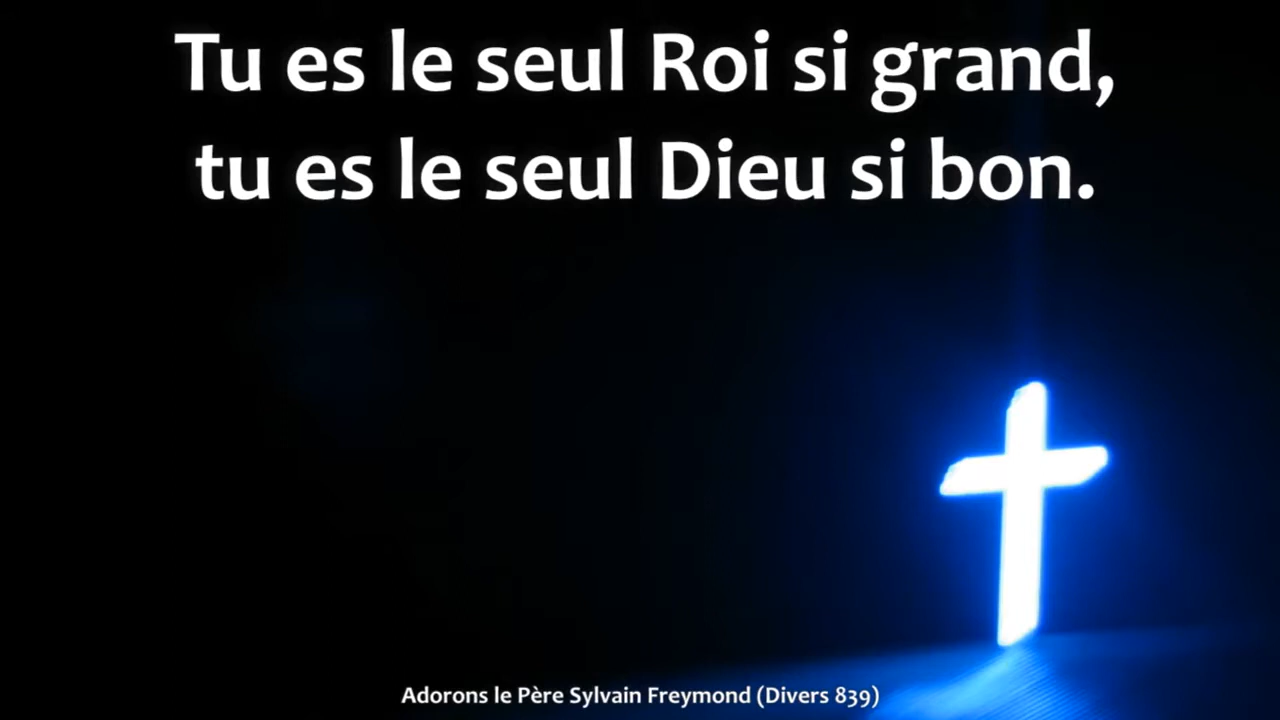 Tu es le seul Roi si grand,
tu es le seul Dieu si bon.
Adorons le Père Sylvain Freymond (Divers 839)